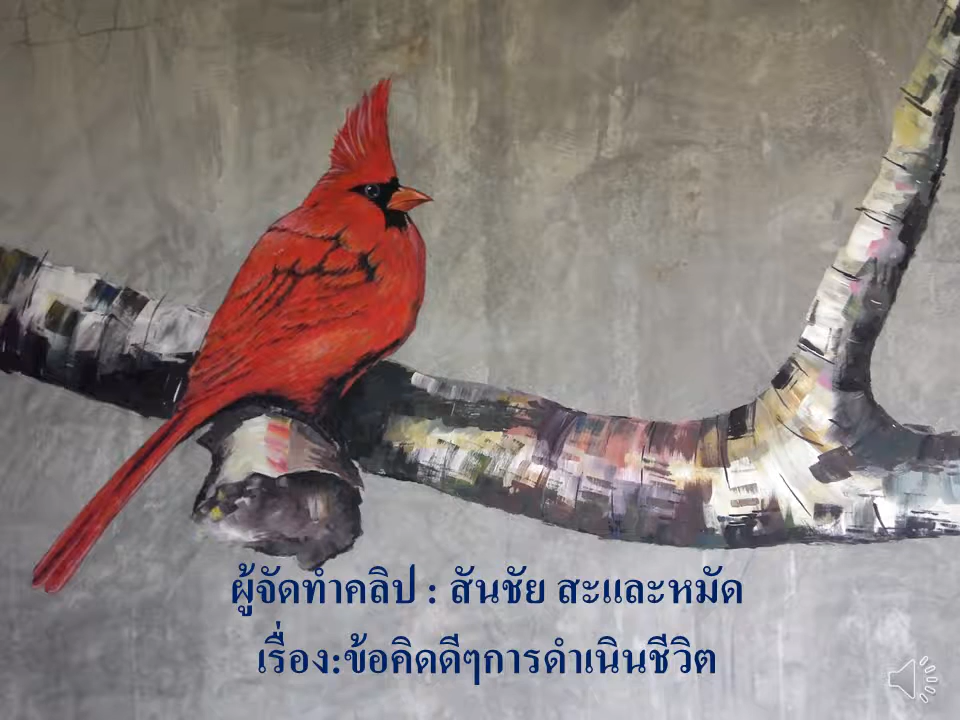 ผู้จัดทำคลิป : สันชัย สะและหมัด
เรื่อง:ข้อคิดดีๆการดำเนินชีวิต